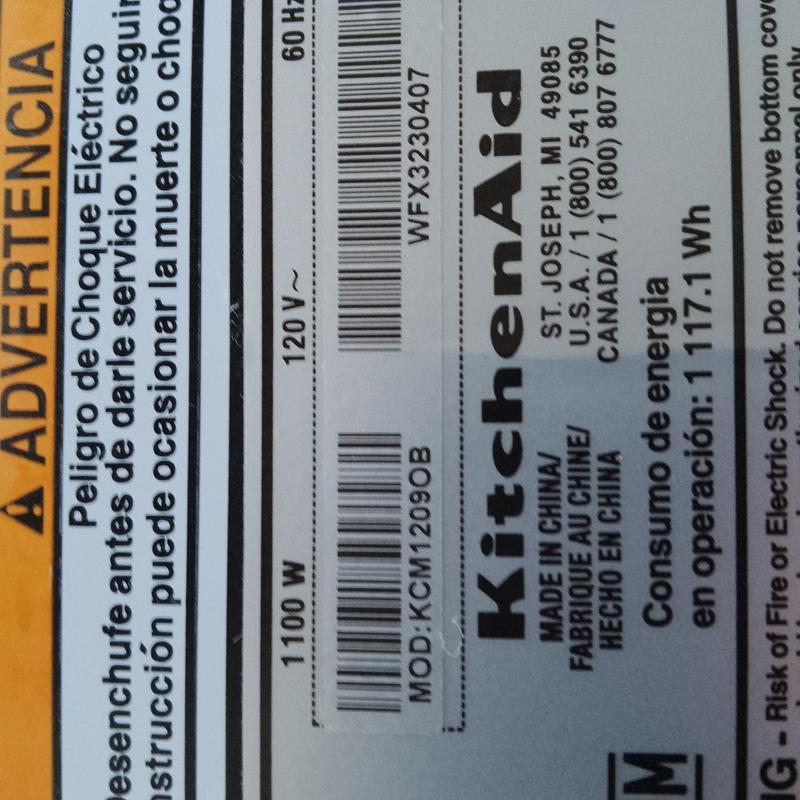 ADVERTENCIA
Peligro de Choque Eléctrico
Desenchufe antes de darle servicio. No seguir
instrucción puede ocasionar la muerte o
1100 W 120 V~ 60 Hz
MOD:KCM1209OB WFX3230407
KitchenAid
MADE IN CHINA/
FABRIQUE AU CHINE/
HECHO EN CHINA
ST. JOSEPH, MI 49085
U.S.A. / 1 (800) 541 6390
CANADA / 1 (800) 807 6777
Consumo de energia
en operación: 1 117.1 Wh
M
- Risk of Fire or Electric Shock. Do not remove bottom
personnel only